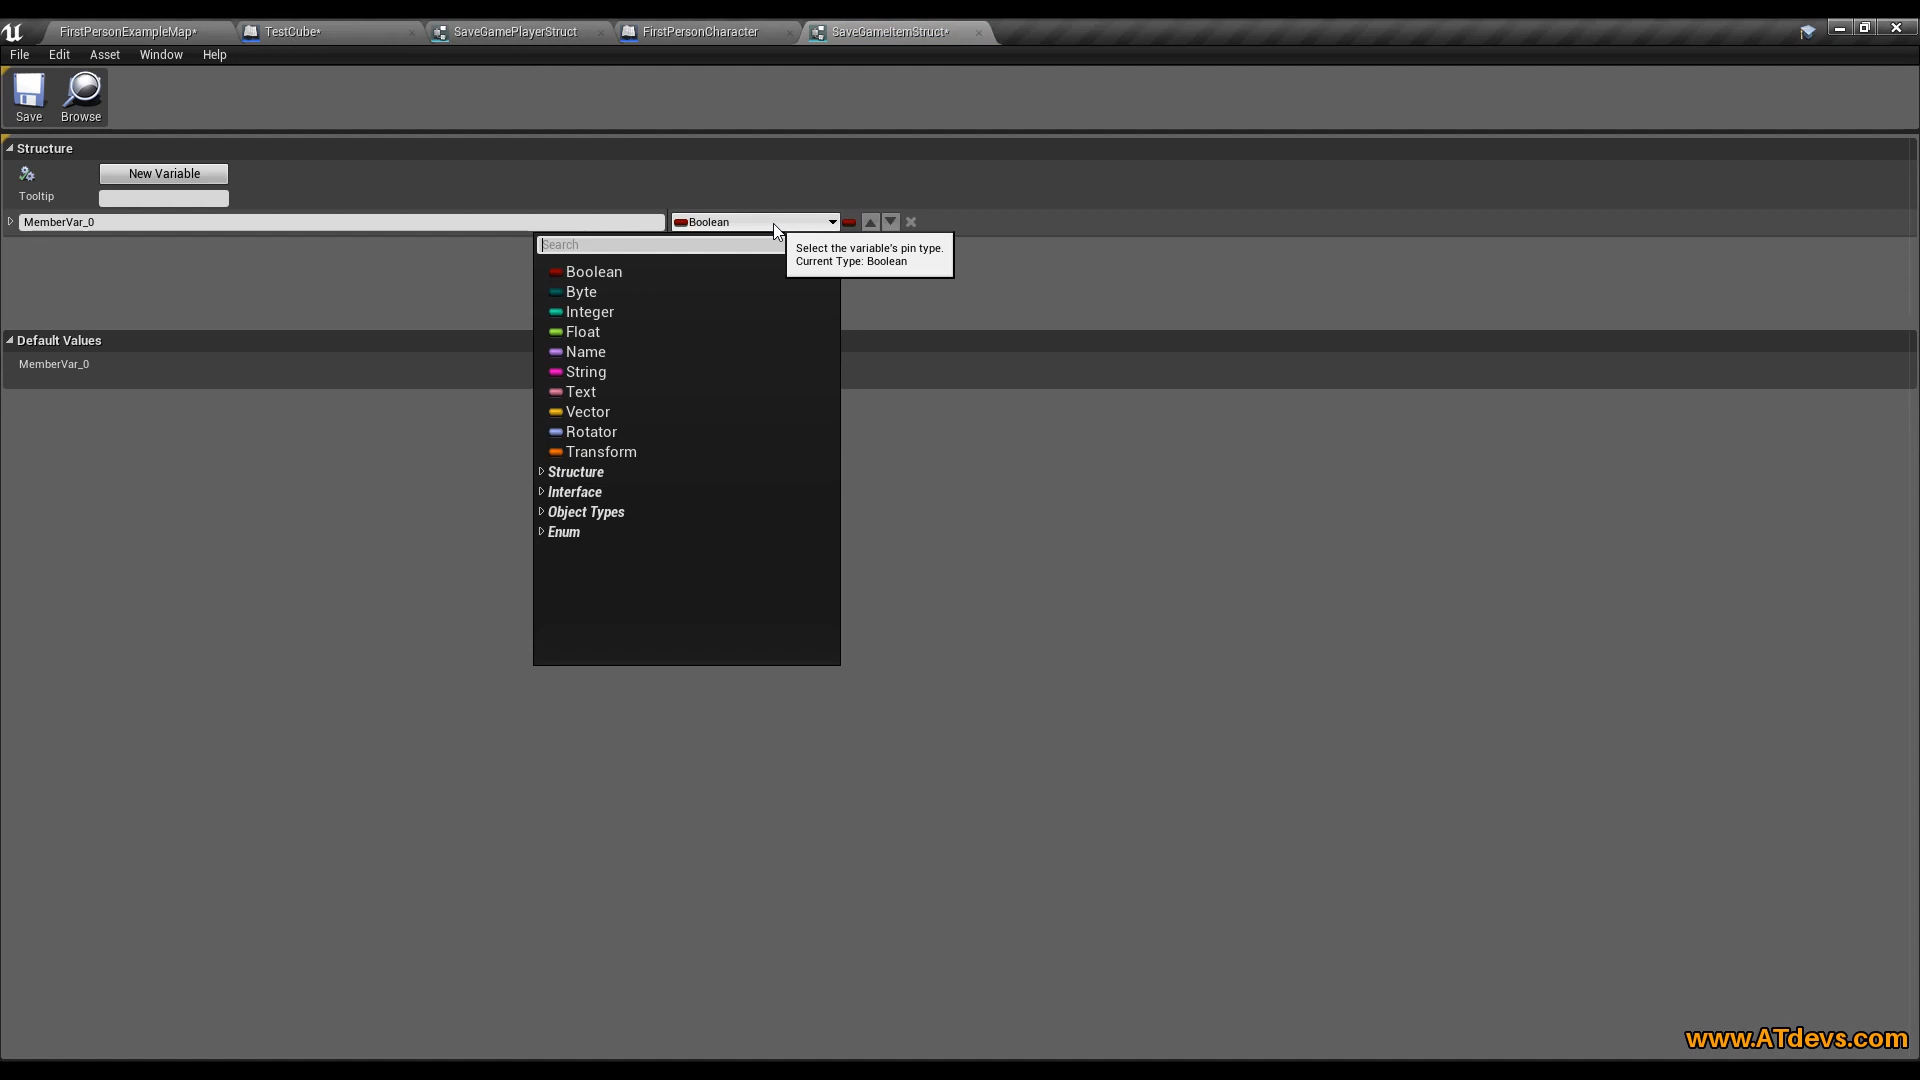 FirstPersonExampleMap*
TestCube*
SaveGamePlayerStruct
FirstPersonCharacter
SaveGameItemStruct*
File Edit Asset Window Help
Save Browse
Structure
New Variable
Tooltip
MemberVar_0
Boolean
Search
Select the variable's pin type.
Current Type: Boolean
Boolean
Byte
Integer
Float
Name
String
Text
Vector
Rotator
Transform
Structure
Interface
Object Types
Enum
Default Values
MemberVar_0
www.ATdevs.com